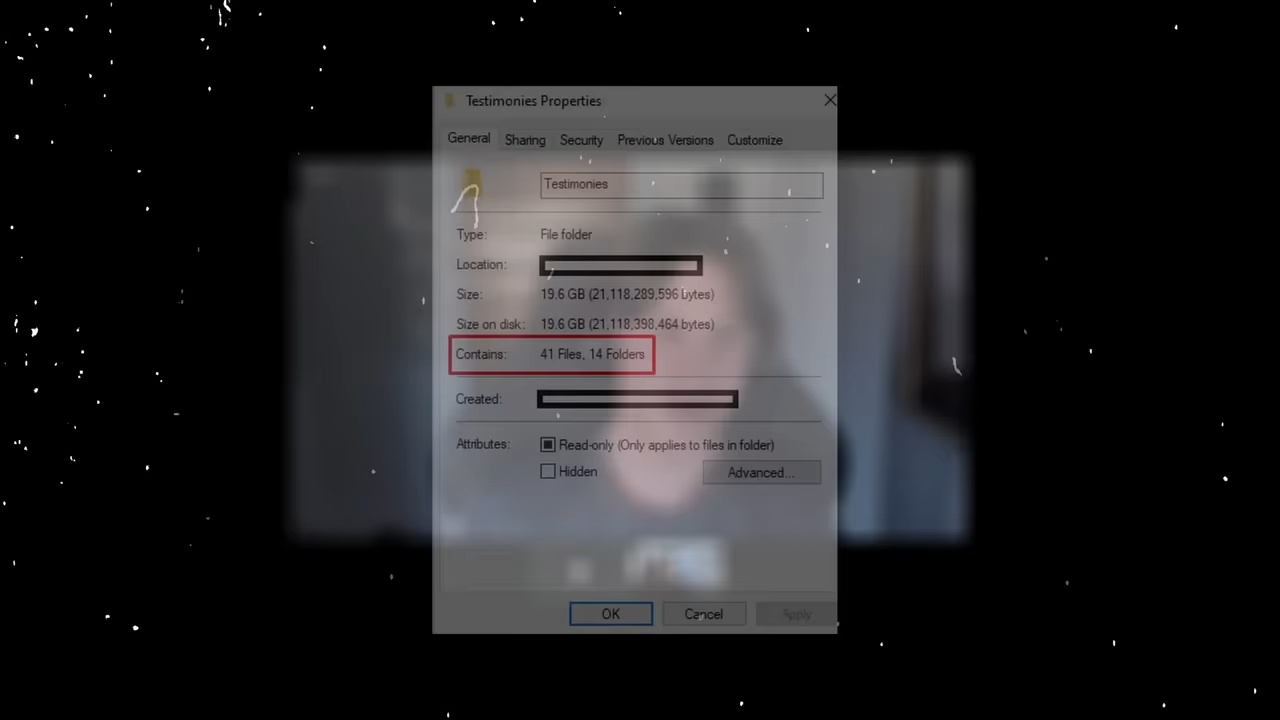 Testimonies Properties
General Sharing Security Previous Versions Customize
Testimonies
Type: File folder
Location:
Size: 19.6 GB (21,118,289,596 bytes)
Size on disk: 19.6 GB (21,118,398,464 bytes)
Contains: 41 Files, 14 Folders
Created:
Attributes: Read-only (Only applies to files in folder)
Hidden Advanced...
OK Cancel Apply